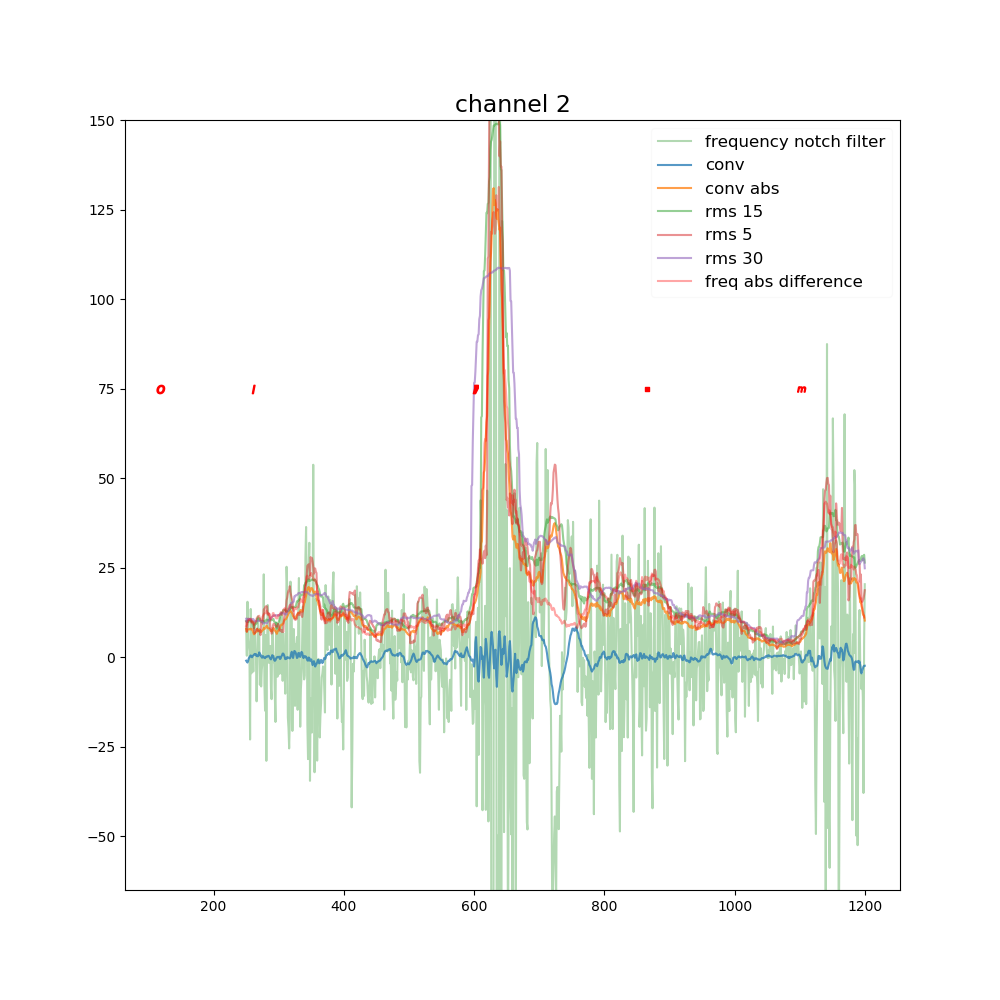 channel 2
150
125
100
75
50
25
0
−25
−50
200 400 600 800 1000 1200
frequency notch filter
conv
conv abs
rms 15
rms 5
rms 30
freq abs difference
o l , . m